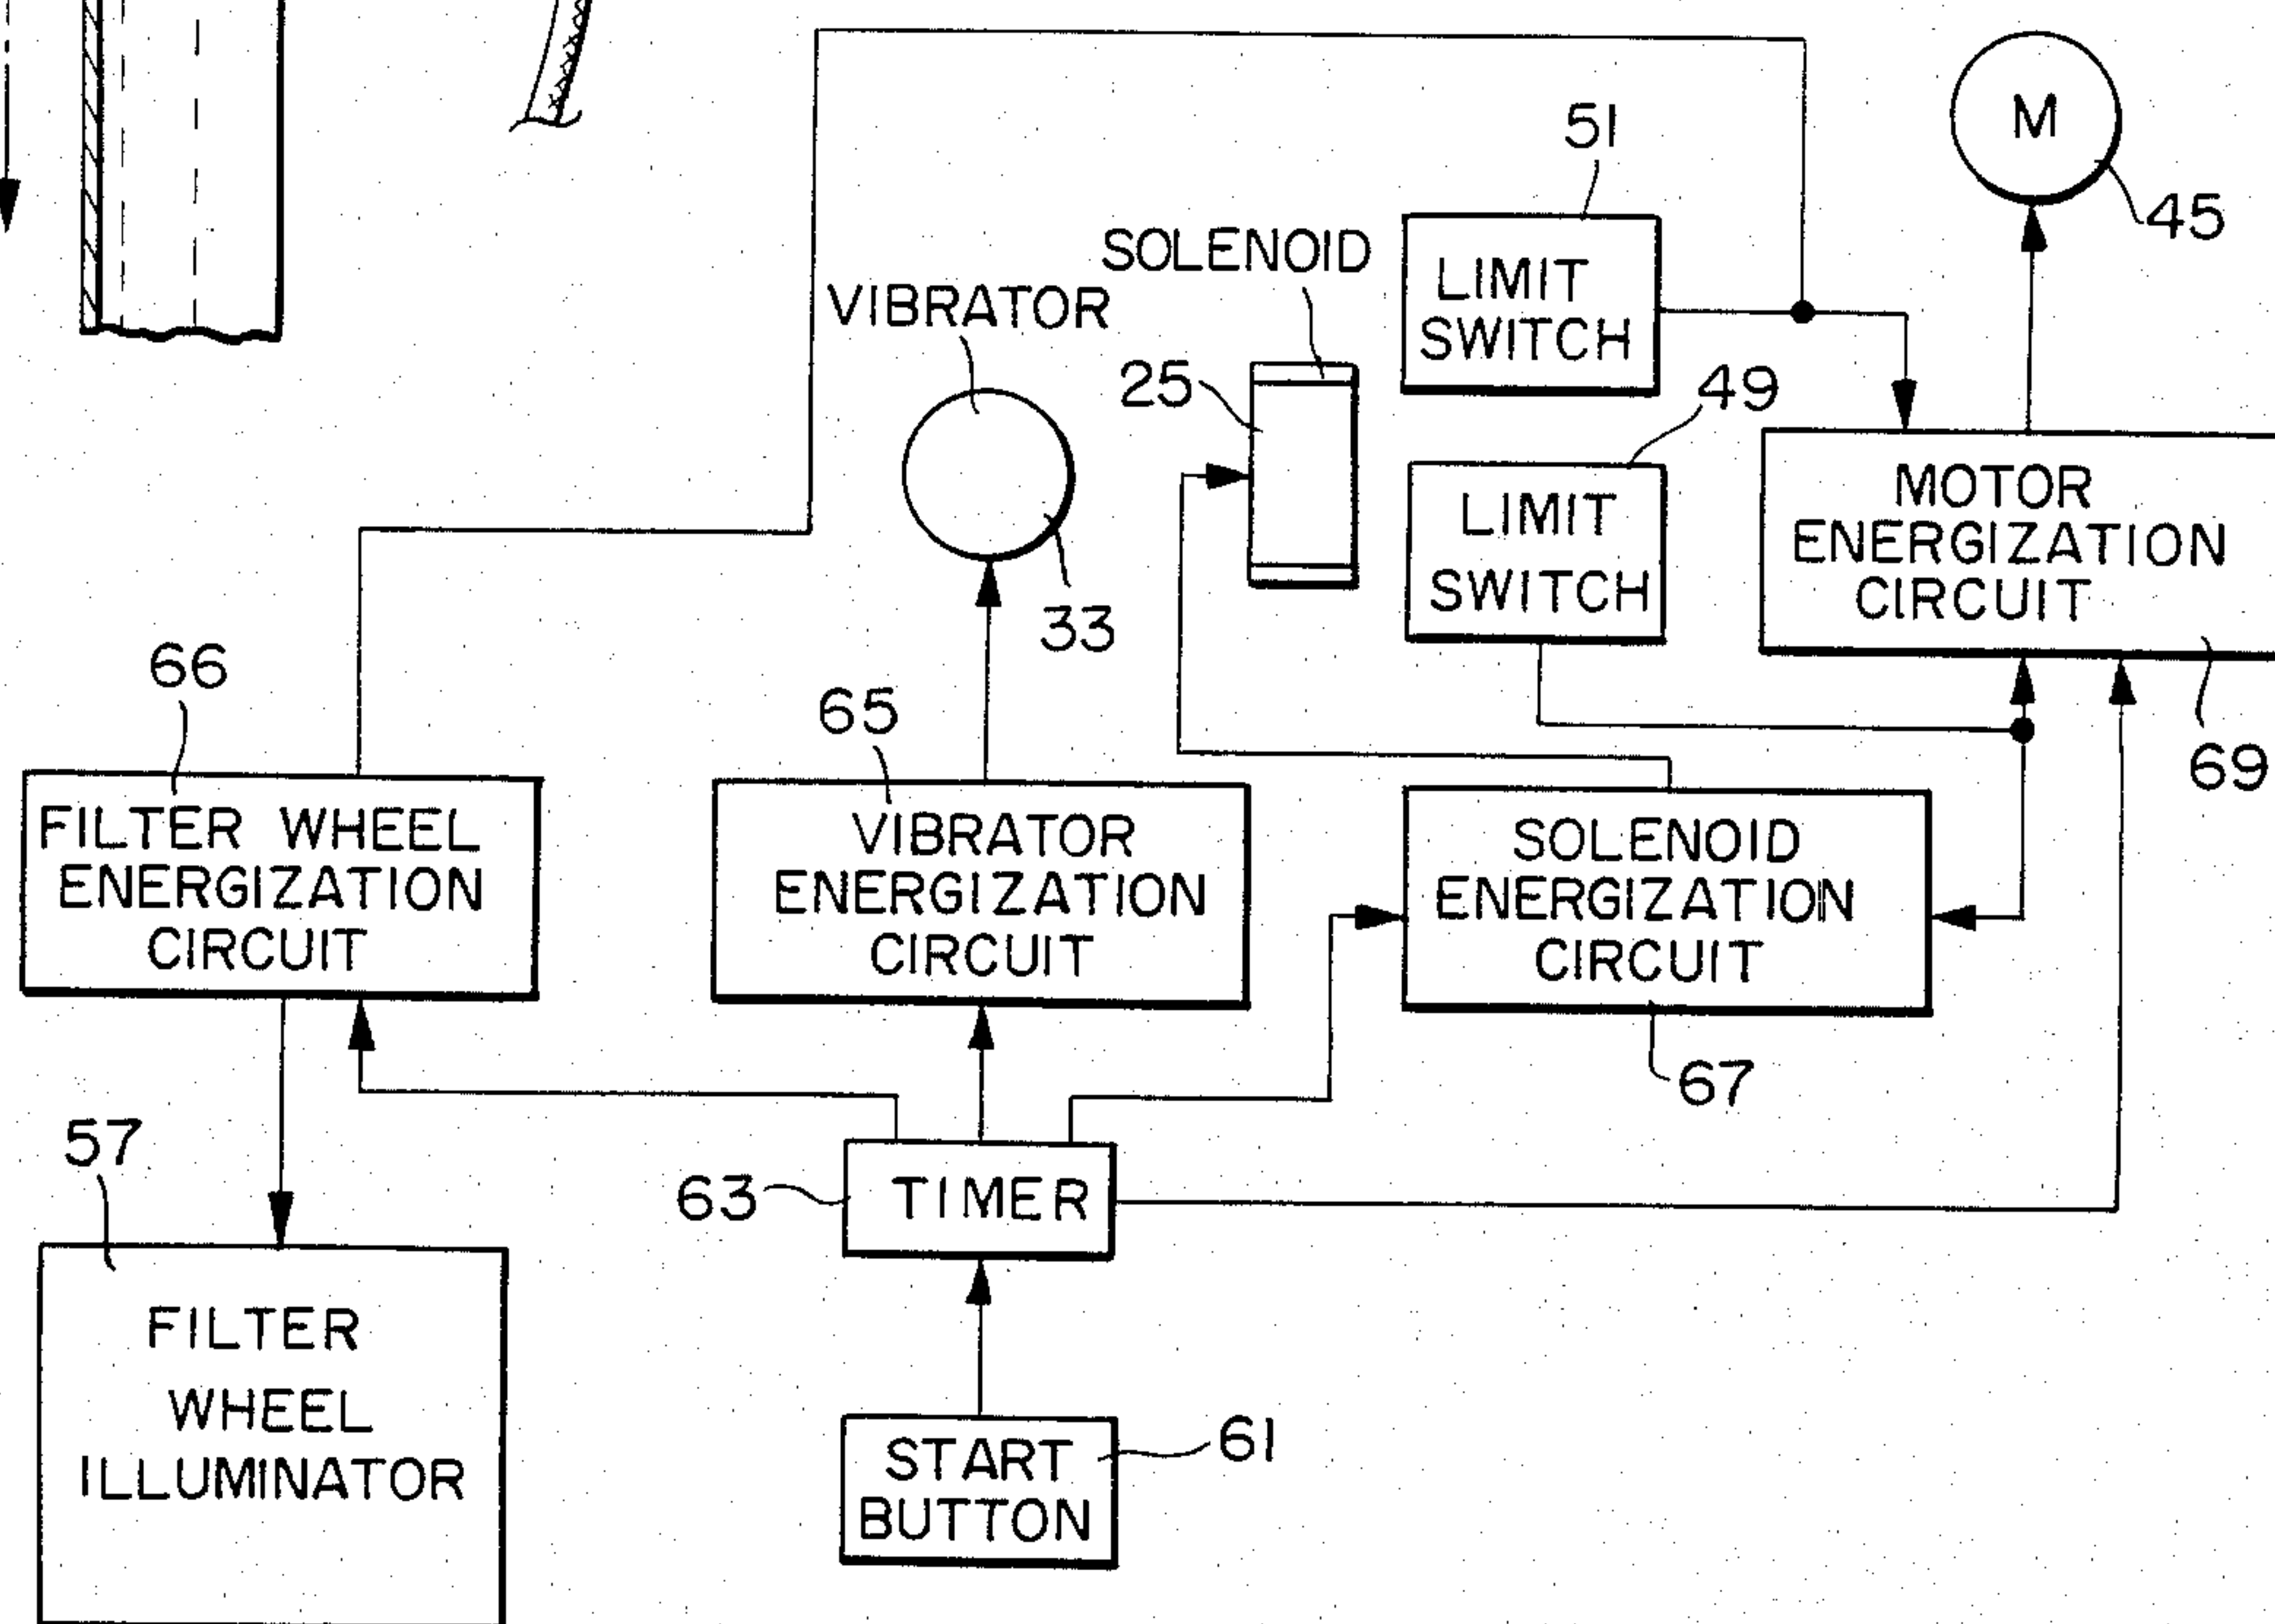 M
51
45
SOLENOID
LIMIT
SWITCH
VIBRATOR
25
49
LIMIT
SWITCH
MOTOR
ENERGIZATION
CIRCUIT
33
66
65
69
FILTER WHEEL
ENERGIZATION
CIRCUIT
VIBRATOR
ENERGIZATION
CIRCUIT
SOLENOID
ENERGIZATION
CIRCUIT
67
57
63
TIMER
FILTER
WHEEL
ILLUMINATOR
START
BUTTON
61